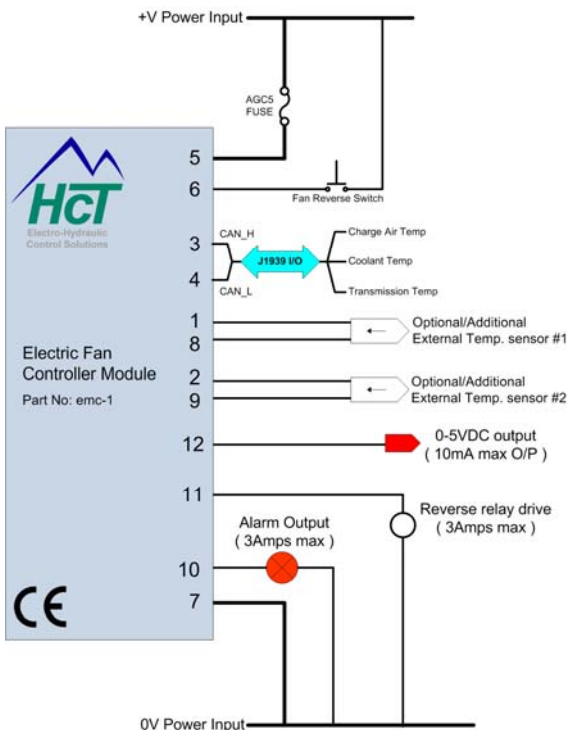 +V Power Input
AGC5
FUSE
5
6
Fan Reverse Switch
HcT
Electro-Hydraulic
Control Solutions
3
CAN_H
4
CAN_L
J1939 I/O
Charge Air Temp
Coolant Temp
Transmission Temp
1
8
Optional/Additional
External Temp. sensor #1
Electric Fan
Controller Module
Part No: emc-1
2
9
Optional/Additional
External Temp. sensor #2
12
0-5VDC output
( 10mA max O/P )
11
Reverse relay drive
( 3Amps max )
Alarm Output
( 3Amps max )
10
7
CE
0V Power Input